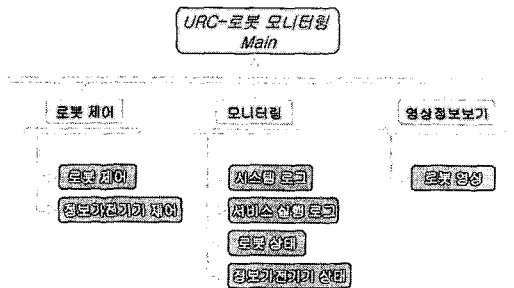 URC-로봇 모니터링
Main
로봇 제어
모니터링
영상정보보기
로봇 제어
시스템 로그
로봇 영상
정보가전기기 제어
서비스 실행 로그
로봇 상태
정보가전기기 상태